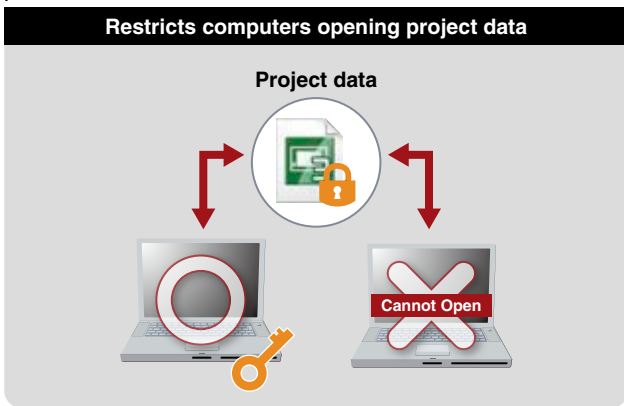 Restricts computers opening project data
Project data
Cannot Open